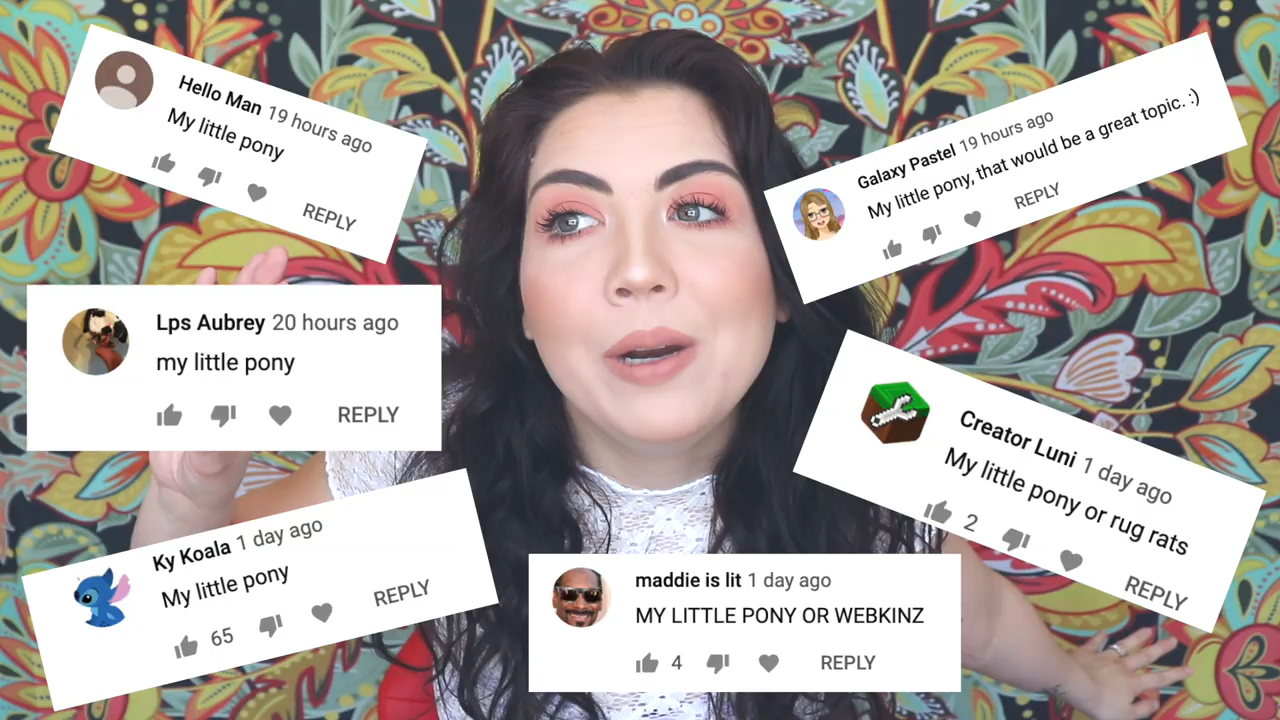 Hello Man 19 hours ago
My little pony
REPLY
Galaxy Pastel 19 hours ago
My little pony, that would be a great topic. :)
REPLY
Lps Aubrey 20 hours ago
my little pony
REPLY
Creator Luni 1 day ago
My little pony or rug rats
2 REPLY
Ky Koala 1 day ago
My little pony
65 REPLY
maddie is lit 1 day ago
MY LITTLE PONY OR WEBKINZ
4 REPLY